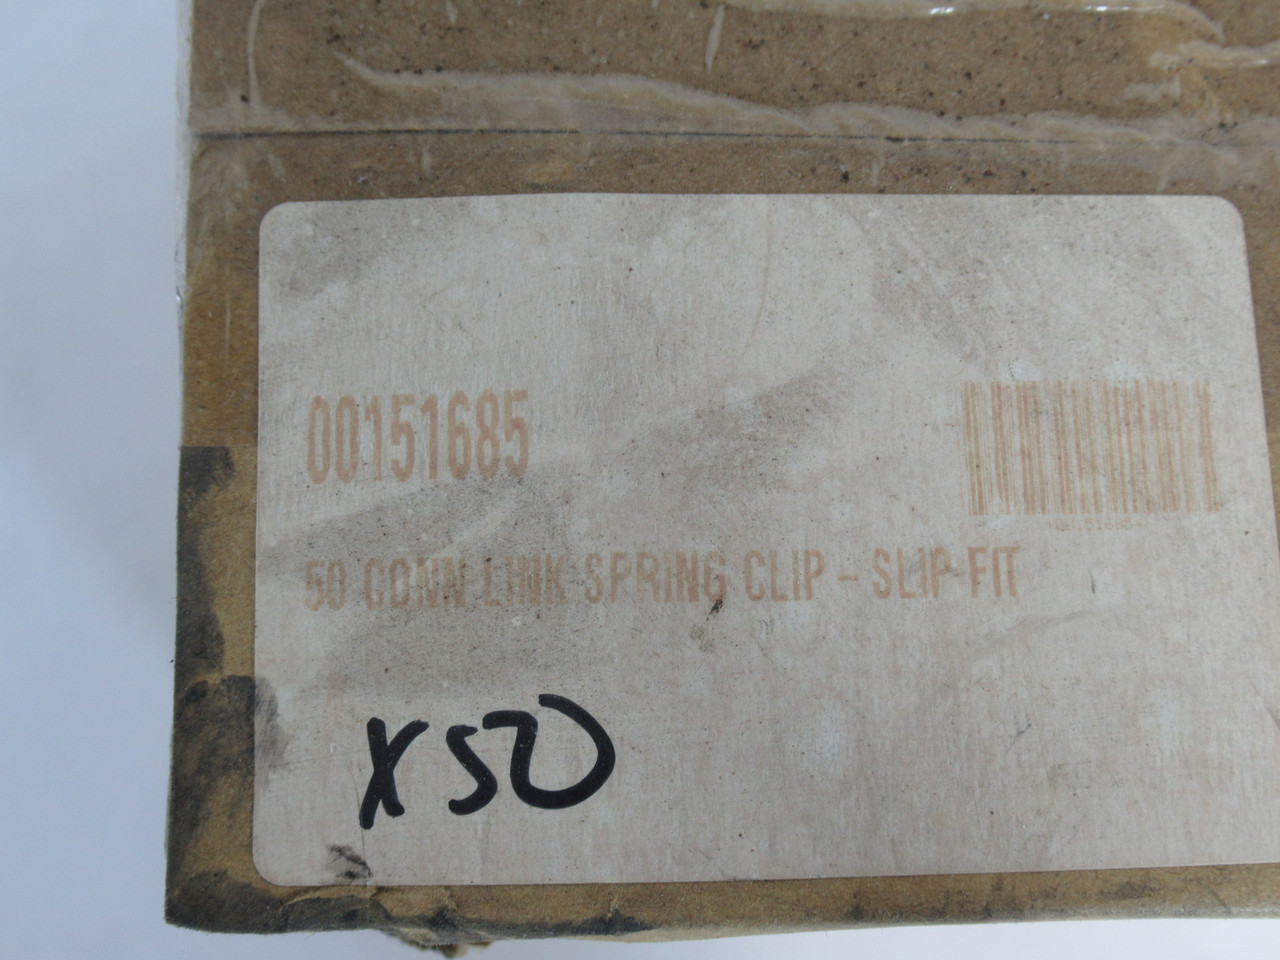 00151685
50 CONN LINK SPRING CLIP - SLIP FIT
X50